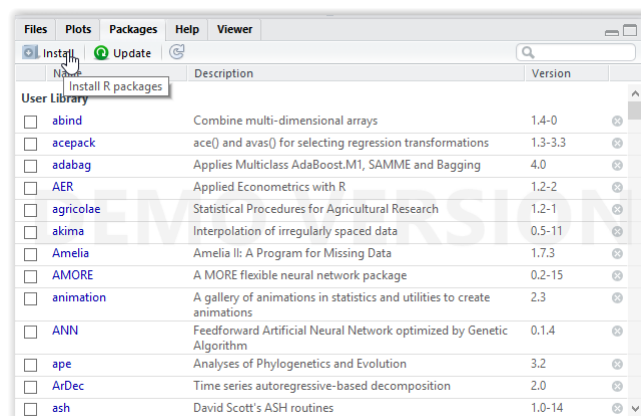 Files Plots Packages Help Viewer
Install Update
Name Description Version
Install R packages
User Library
abind Combine multi-dimensional arrays 1.4-0
acepack ace() and avas() for selecting regression transformations 1.3-3.3
adabag Applies Multiclass AdaBoost.M1, SAMME and Bagging 4.0
AER Applied Econometrics with R 1.2-2
agricolae Statistical Procedures for Agricultural Research 1.2-1
akima Interpolation of irregularly spaced data 0.5-11
DEMO VERSION
Amelia Amelia II: A Program for Missing Data 1.7.3
AMORE A MORE flexible neural network package 0.2-15
animation A gallery of animations in statistics and utilities to create 2.3
animations
ANN Feedforward Artificial Neural Network optimized by Genetic 0.1.4
Algorithm
ape Analyses of Phylogenetics and Evolution 3.2
ArDec Time series autoregressive-based decomposition 2.0
ash David Scott's ASH routines 1.0-14